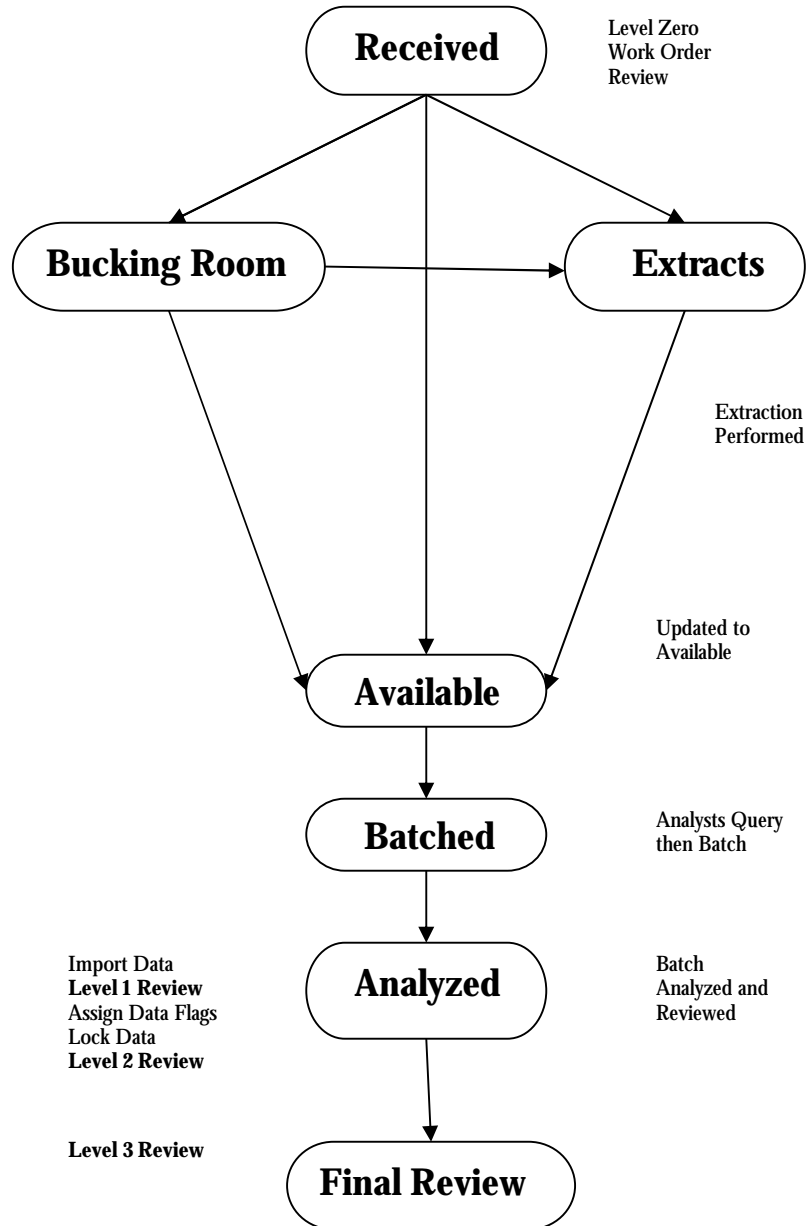 Received
Level Zero
Work Order
Review
Bucking Room
Extracts
Extraction
Performed
Updated to
Available
Available
Batched
Analysts Query
then Batch
Import Data
Level 1 Review
Assign Data Flags
Lock Data
Level 2 Review
Analyzed
Batch
Analyzed and
Reviewed
Level 3 Review
Final Review